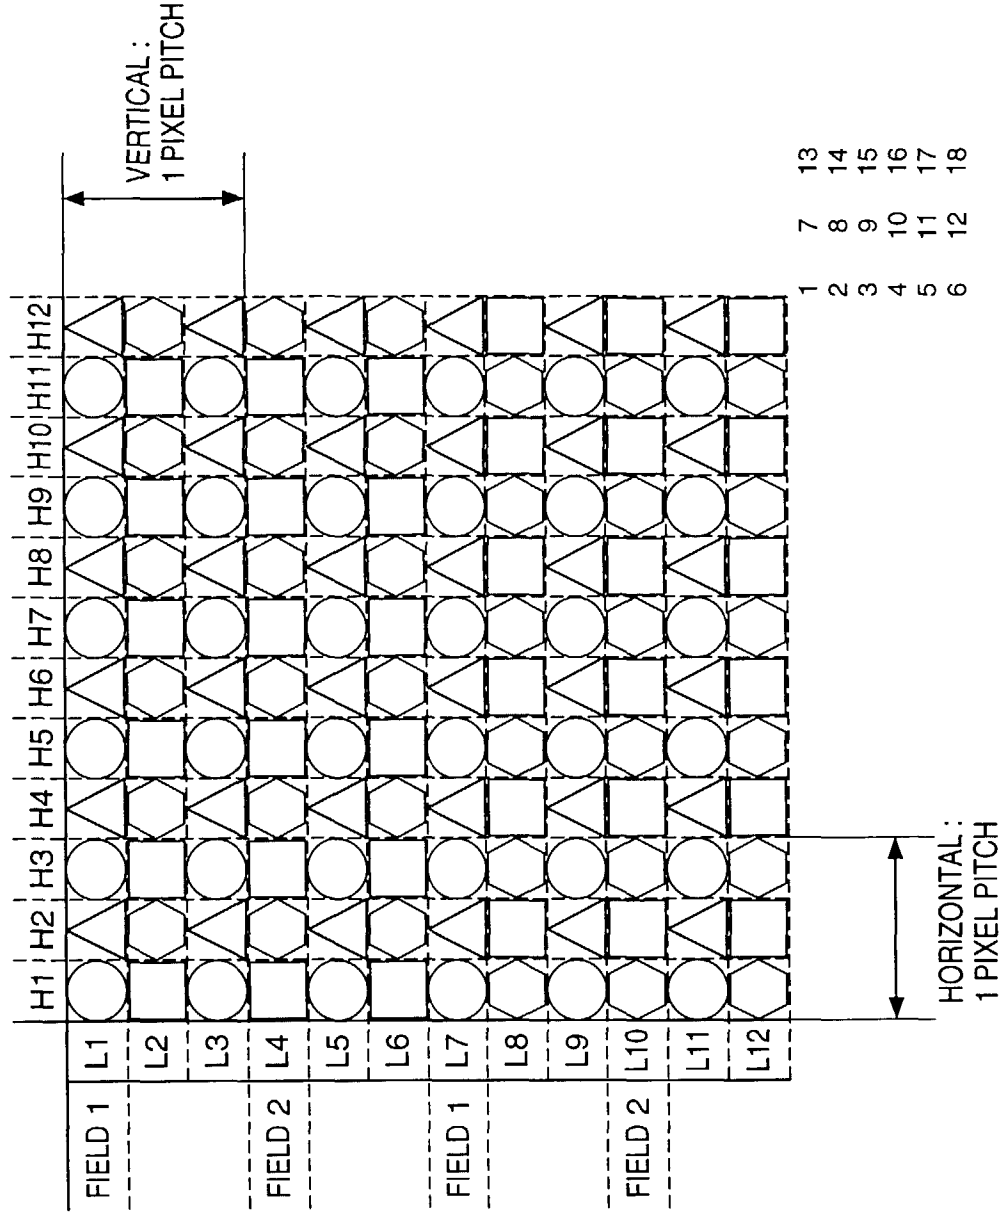 VERTICAL :
1 PIXEL PITCH
H1 H2 H3 H4 H5 H6 H7 H8 H9 H10 H11 H12
FIELD 1 L1
L2
L3
FIELD 2 L4
L5
L6
FIELD 1 L7
L8
L9
FIELD 2 L10
L11
L12
HORIZONTAL :
1 PIXEL PITCH
1 7 13
2 8 14
3 9 15
4 10 16
5 11 17
6 12 18